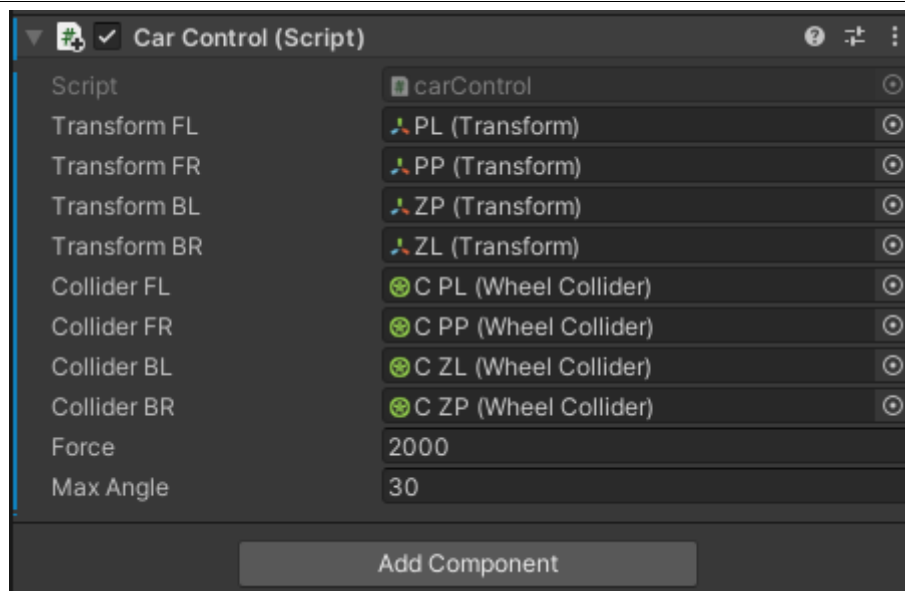 Car Control (Script)
Script carControl
Transform FL PL (Transform)
Transform FR PP (Transform)
Transform BL ZP (Transform)
Transform BR ZL (Transform)
Collider FL C PL (Wheel Collider)
Collider FR C PP (Wheel Collider)
Collider BL C ZL (Wheel Collider)
Collider BR C ZP (Wheel Collider)
Force 2000
Max Angle 30
Add Component